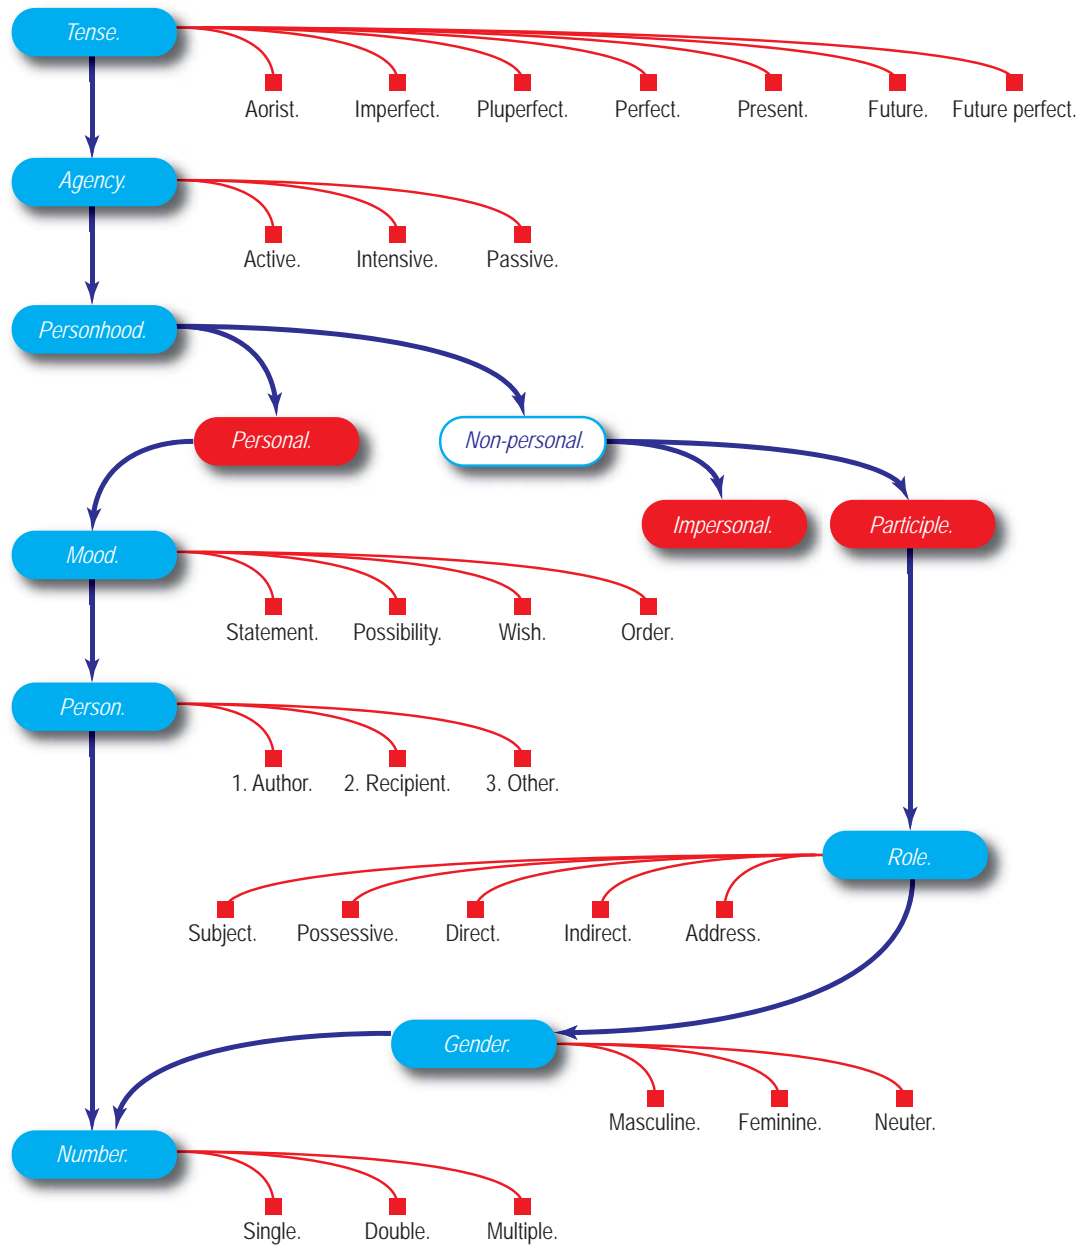 Tense.
Aorist. Imperfect. Pluperfect. Perfect. Present. Future. Future perfect.
Agency.
Active. Intensive. Passive.
Personhood.
Personal. Non-personal.
Impersonal. Participle.
Mood.
Statement. Possibility. Wish. Order.
Person.
1. Author. 2. Recipient. 3. Other.
Role.
Subject. Possessive. Direct. Indirect. Address.
Gender.
Masculine. Feminine. Neuter.
Number.
Single. Double. Multiple.